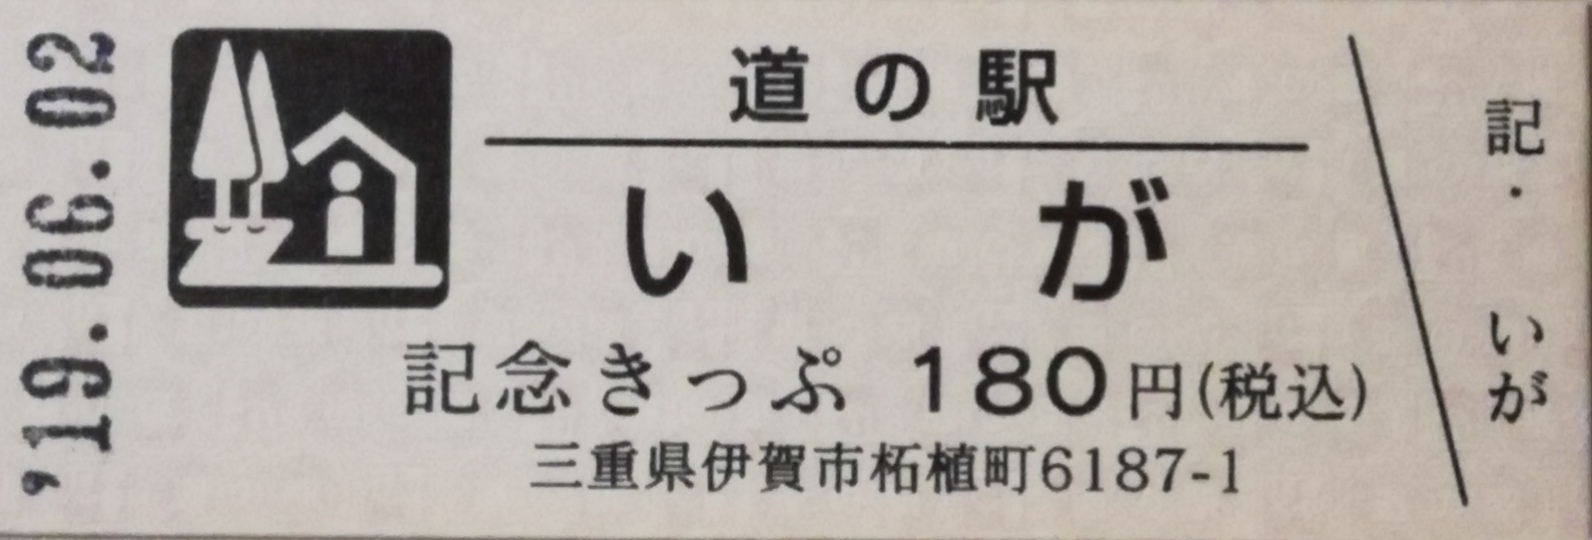 '19.06.02
道の駅
いが
記念きっぷ 180円(税込)
三重県伊賀市柘植町6187-1
記・いが